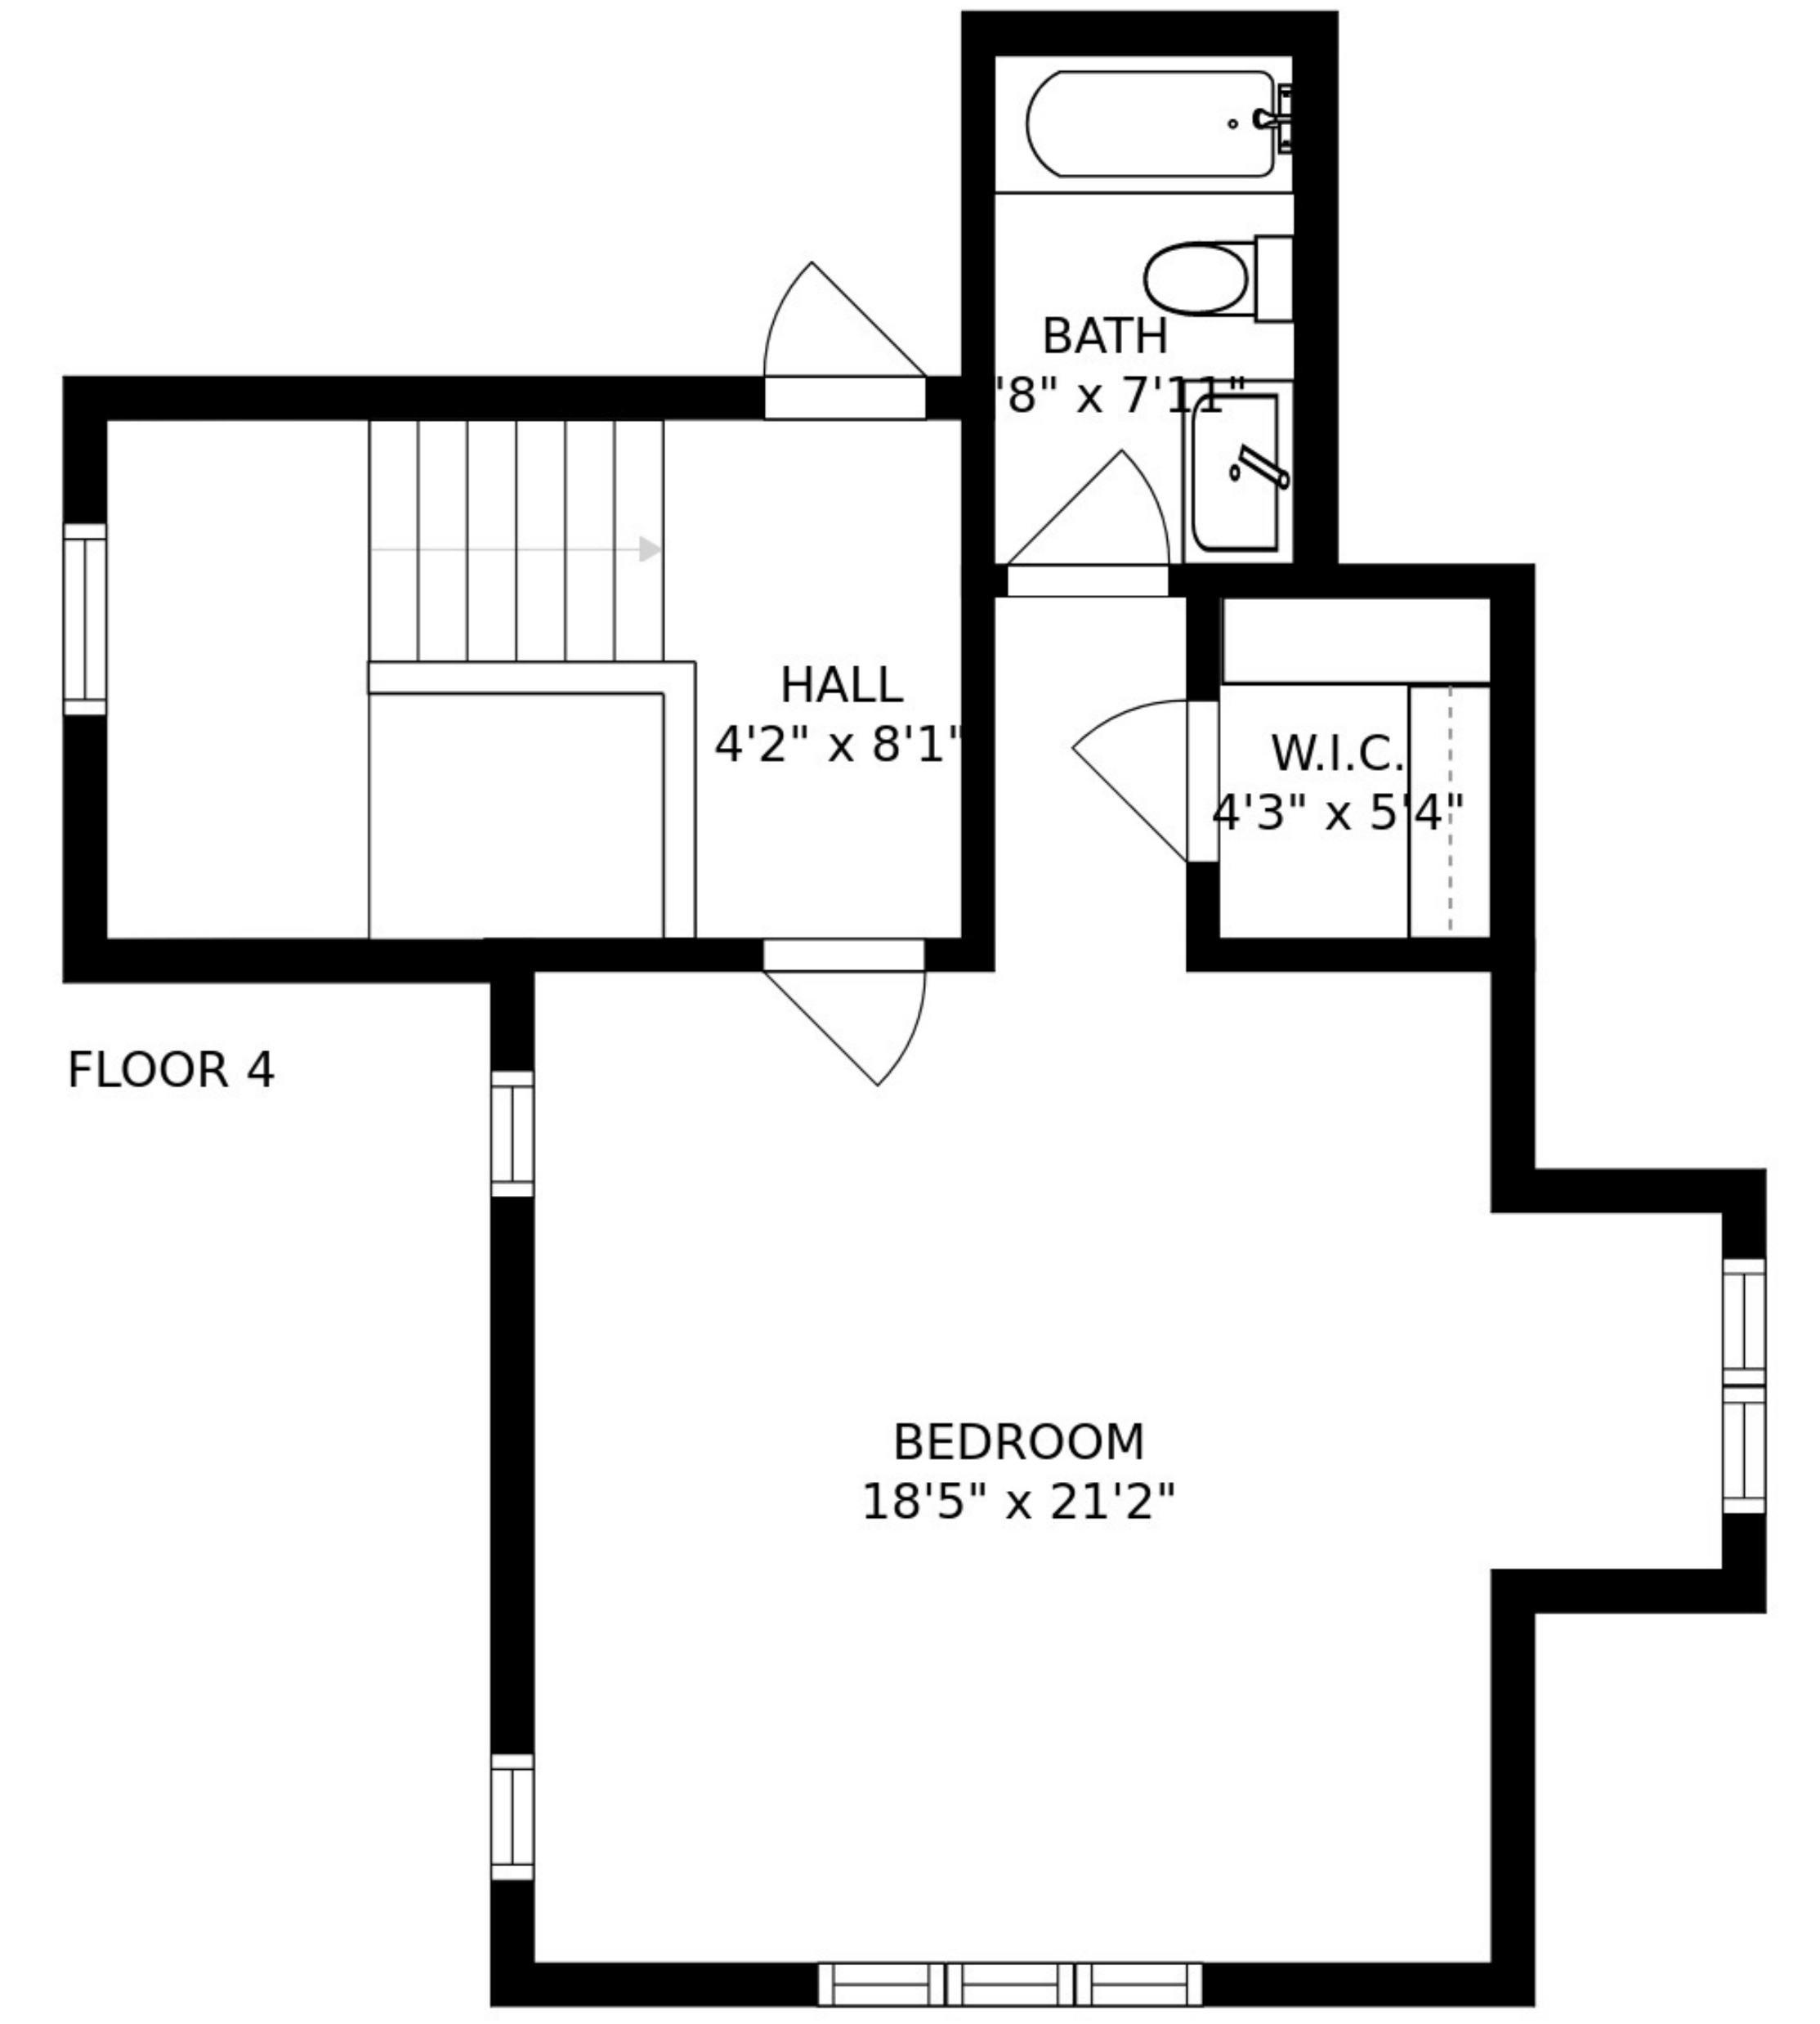 BATH
'8" x 7'11"
HALL
4'2" x 8'1"
W.I.C.
4'3" x 5'4"
FLOOR 4
BEDROOM
18'5" x 21'2"